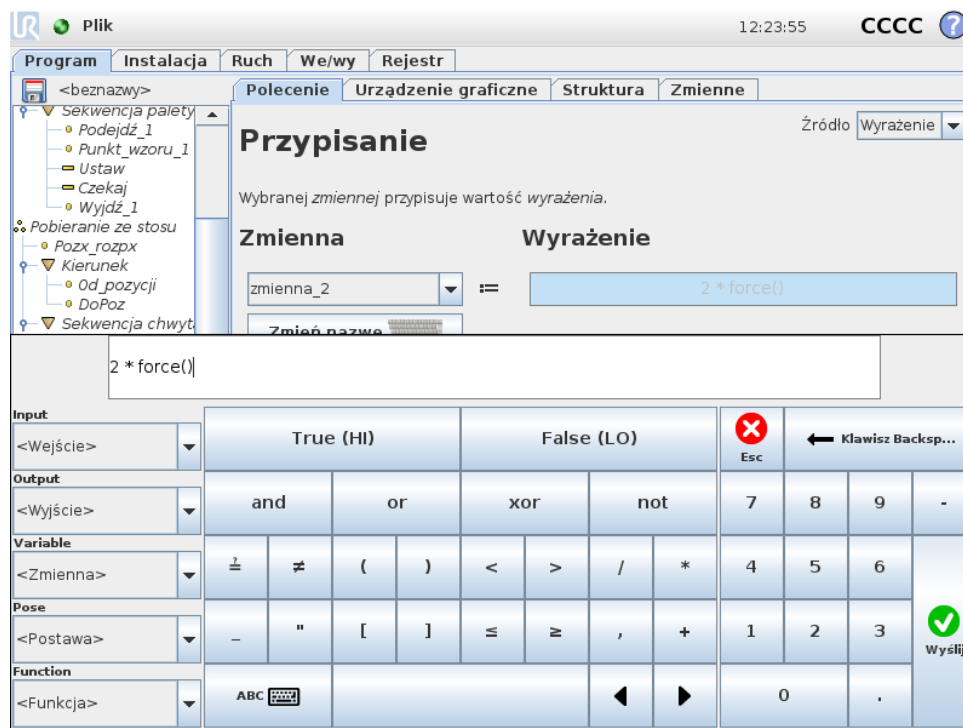 UR Plik 12:23:55 CCCC ?
Program Instalacja Ruch We/wy Rejestr
<beznazwy>
Polecenie Urządzenie graficzne Struktura Zmienne
Sekwencja palety
Podejdź_1
Punkt_wzoru_1
Ustaw
Czekaj
Wyjdź_1
Pobieranie ze stosu
Pozx_rozpx
Kierunek
Od_pozycji
DoPoz
Sekwencja chwyt
Przypisanie
Źródło Wyrażenie
Wybranej zmiennej przypisuje wartość wyrażenia.
Zmienna Wyrażenie
zmienna_2 := 2 * force()
Zmień nazwę
2 * force()
Input
<Wejście>
True (HI) False (LO) Esc Klawisz Backsp...
Output
<Wyjście>
and or xor not 7 8 9 -
Variable
<Zmienna>
≟ ≠ ( ) < > / * 4 5 6
Pose
<Postawa>
_ " [ ] ≤ ≥ , + 1 2 3
Wyślij
Function
<Funkcja>
ABC 0 .